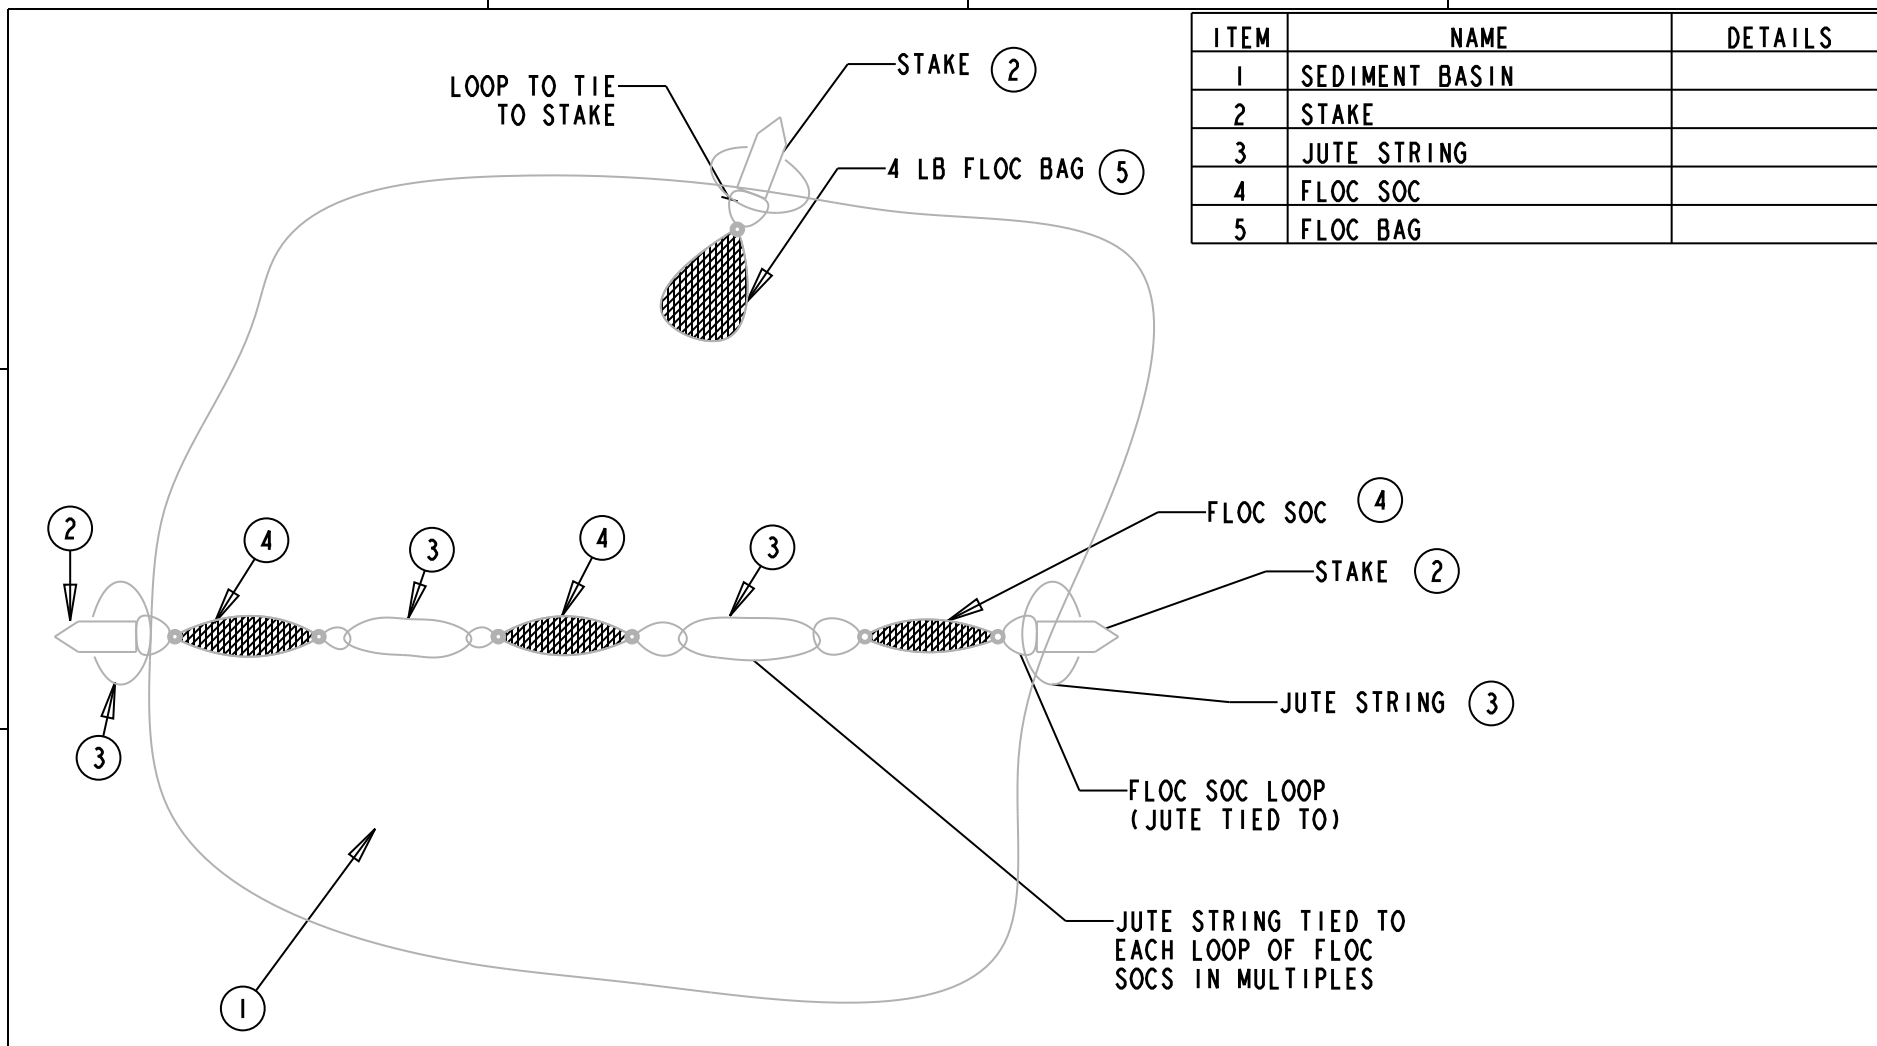 ITEM NAME DETAILS
1 SEDIMENT BASIN
2 STAKE
3 JUTE STRING
4 FLOC SOC
5 FLOC BAG
STAKE 2
LOOP TO TIE
TO STAKE
4 LB FLOC BAG 5
FLOC SOC 4
2
4
3
4
3
STAKE 2
JUTE STRING 3
3
FLOC SOC LOOP
(JUTE TIED TO)
JUTE STRING TIED TO
EACH LOOP OF FLOC
SOCS IN MULTIPLES
1